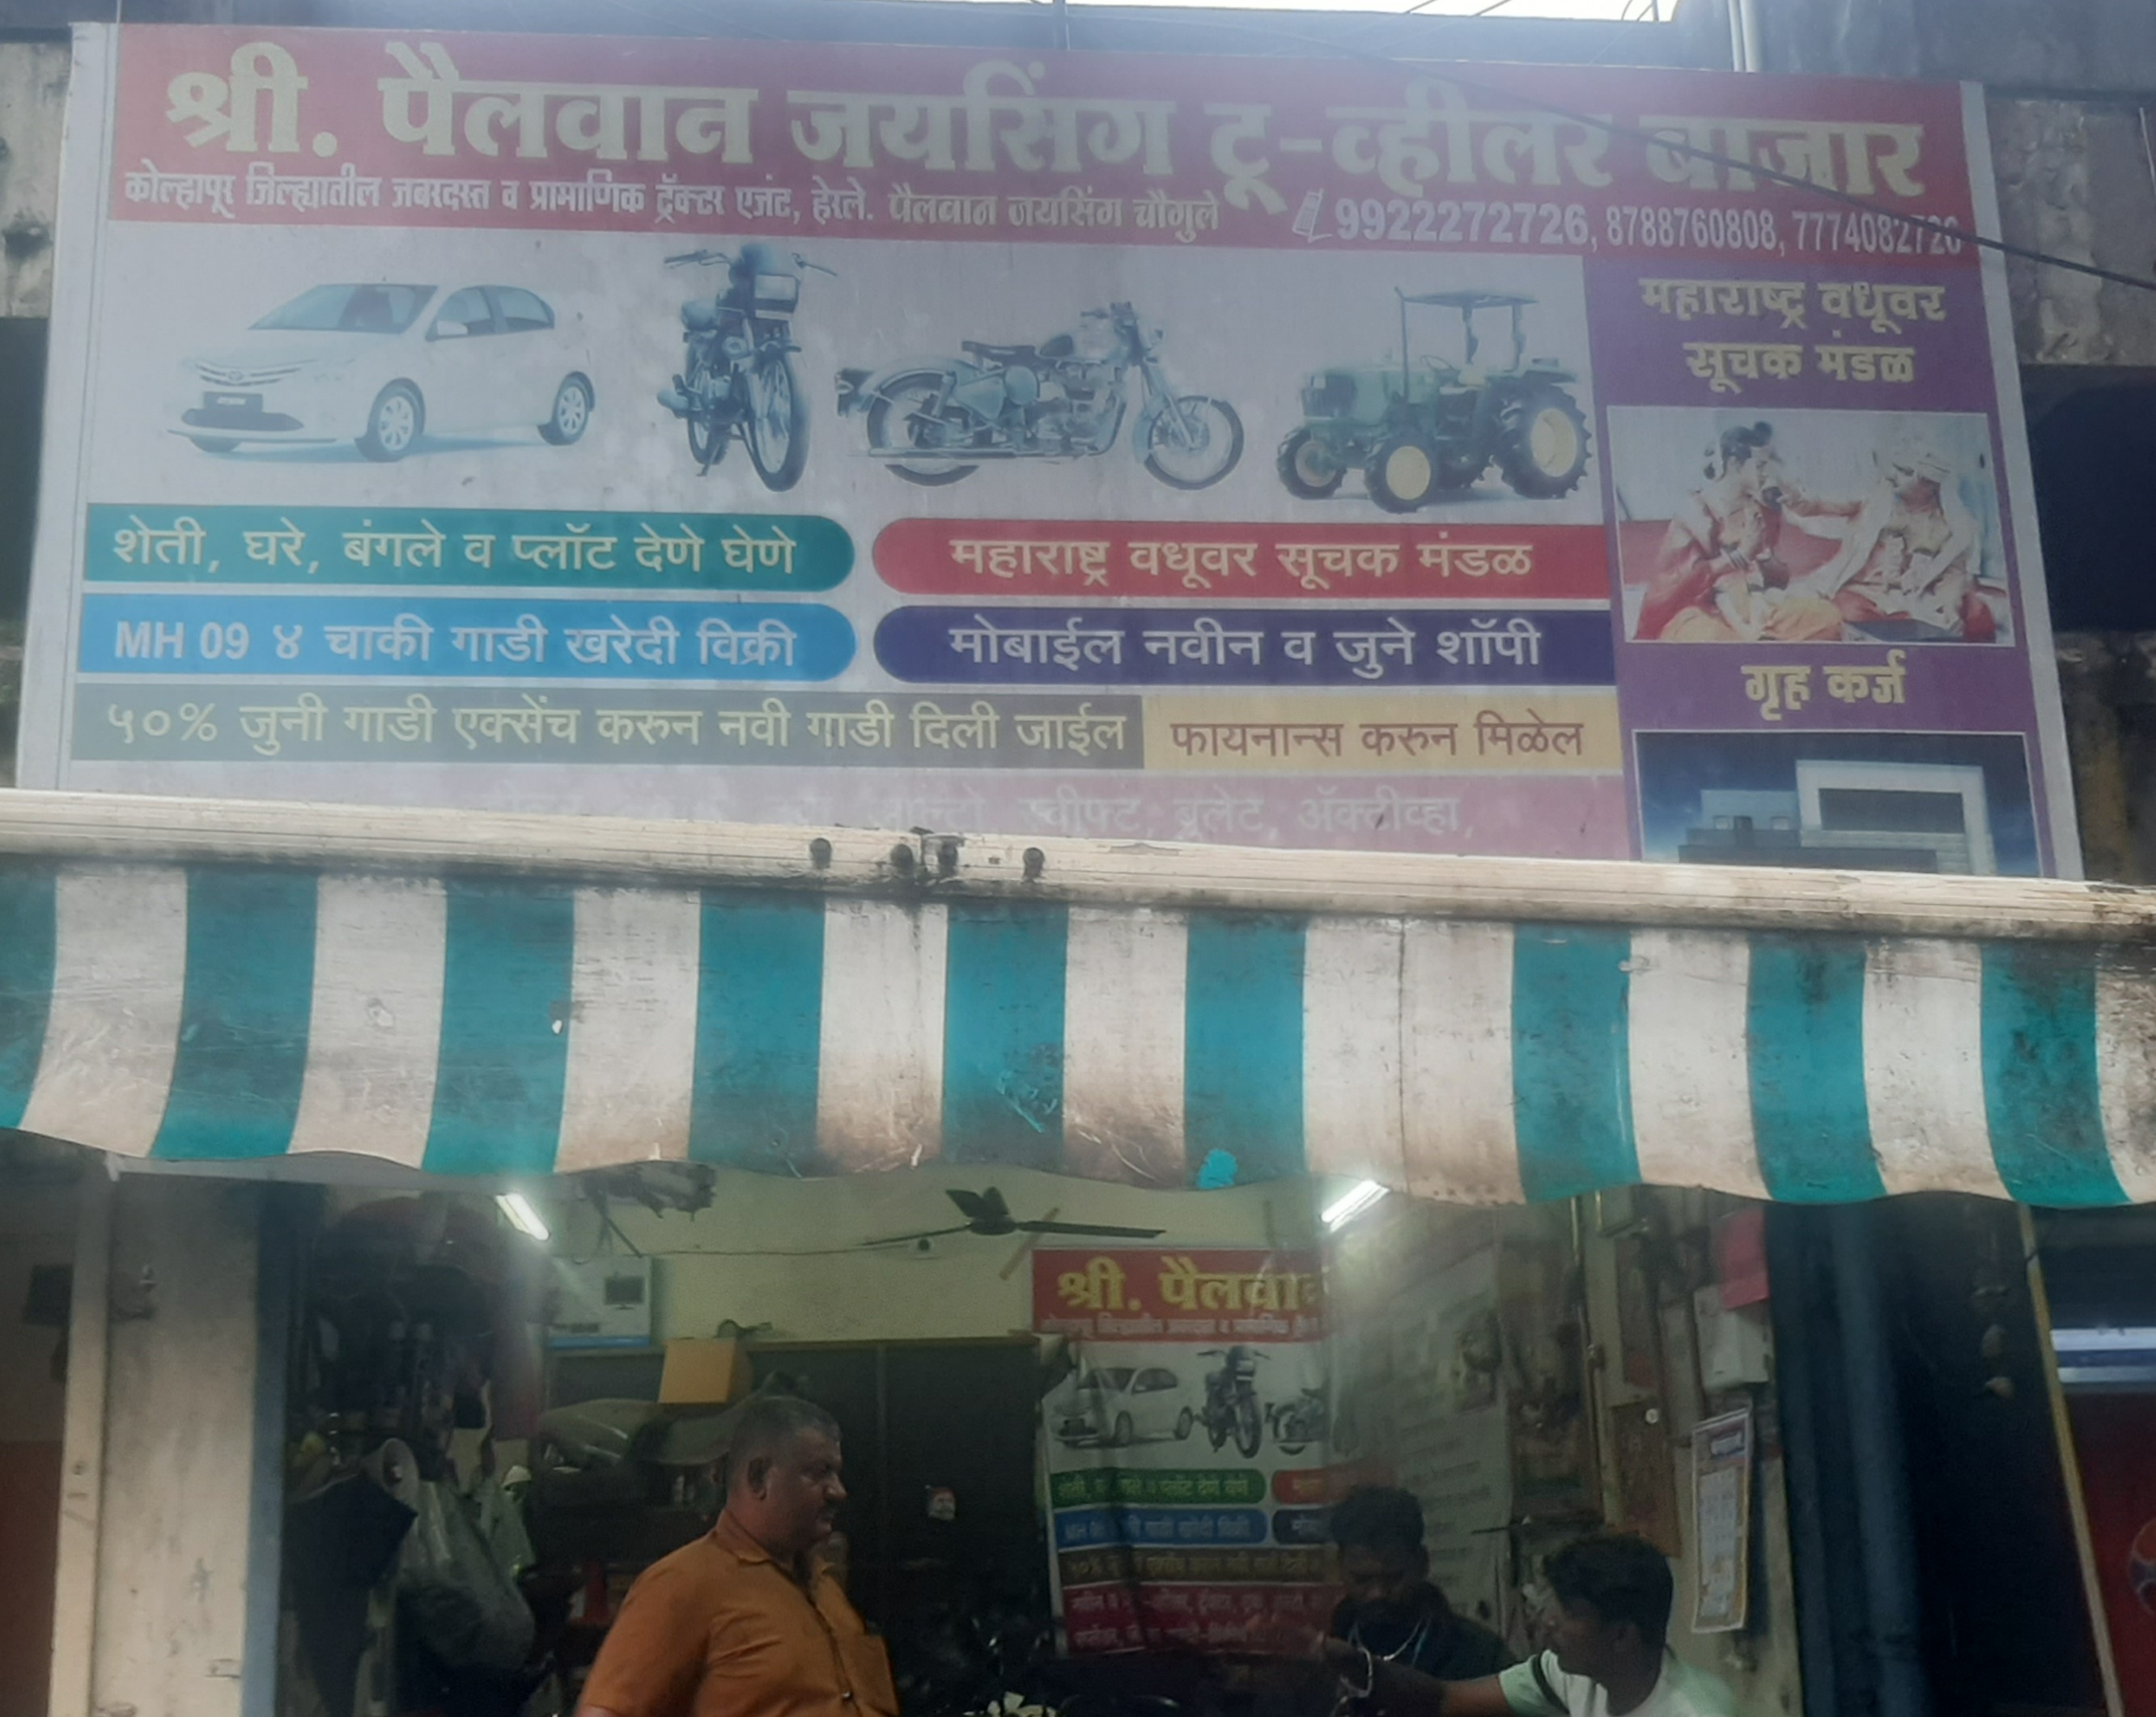 श्री. पैलवान जयसिंग टू-व्हीलर बाजार
कोल्हापूर जिल्ह्यातील जबरदस्त व प्रामाणिक ट्रॅक्टर एजंट, हेरले. पैलवान जयसिंग चौगुले 9922272726, 8788760808, 7774082726
महाराष्ट्र वधूवर
सूचक मंडळ
शेती, घरे, बंगले व प्लॉट देणे घेणे
महाराष्ट्र वधूवर सूचक मंडळ
MH 09 ४ चाकी गाडी खरेदी विक्री
मोबाईल नवीन व जुने शॉपी
गृह कर्ज
५०% जुनी गाडी एक्सेंच करुन नवी गाडी दिली जाईल
फायनान्स करुन मिळेल
स्वीफ्ट, बुलेट, ॲक्टीव्हा,
श्री. पैलवान